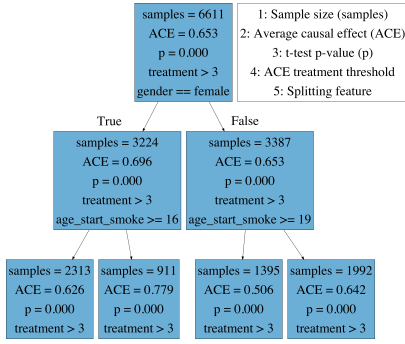 samples = 6611
ACE = 0.653
p = 0.000
treatment > 3
gender == female
1: Sample size (samples)
2: Average causal effect (ACE)
3: t-test p-value (p)
4: ACE treatment threshold
5: Splitting feature
True
False
samples = 3224
ACE = 0.696
p = 0.000
treatment > 3
age_start_smoke >= 16
samples = 3387
ACE = 0.653
p = 0.000
treatment > 3
age_start_smoke >= 19
samples = 2313
ACE = 0.626
p = 0.000
treatment > 3
samples = 911
ACE = 0.779
p = 0.000
treatment > 3
samples = 1395
ACE = 0.506
p = 0.000
treatment > 3
samples = 1992
ACE = 0.642
p = 0.000
treatment > 3